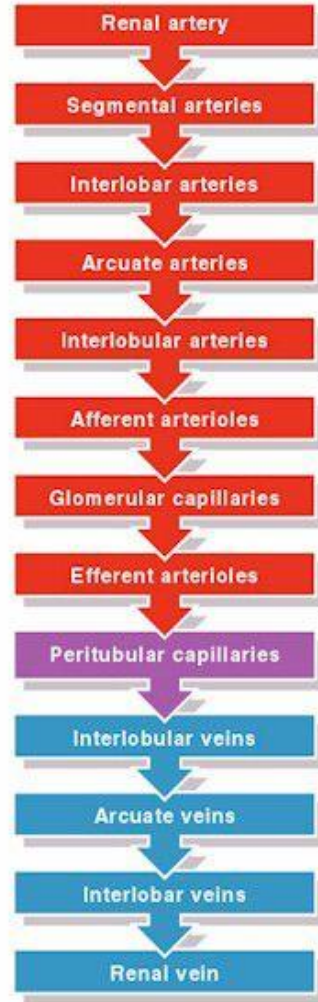 Renal artery
Segmental arteries
Interlobar arteries
Arcuate arteries
Interlobular arteries
Afferent arterioles
Glomerular capillaries
Efferent arterioles
Peritubular capillaries
Interlobular veins
Arcuate veins
Interlobar veins
Renal vein